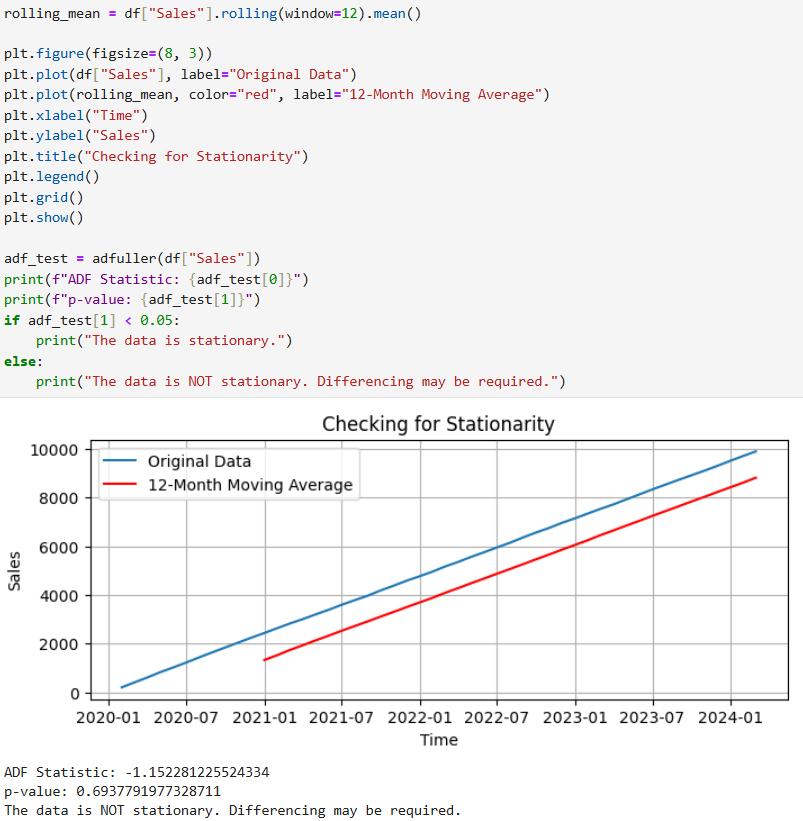 rolling_mean = df["Sales"].rolling(window=12).mean()
plt.figure(figsize=(8, 3))
plt.plot(df["Sales"], label="Original Data")
plt.plot(rolling_mean, color="red", label="12-Month Moving Average")
plt.xlabel("Time")
plt.ylabel("Sales")
plt.title("Checking for Stationarity")
plt.legend()
plt.grid()
plt.show()
adf_test = adfuller(df["Sales"])
print(f"ADF Statistic: {adf_test[0]}")
print(f"p-value: {adf_test[1]}")
if adf_test[1] < 0.05:
    print("The data is stationary.")
else:
    print("The data is NOT stationary. Differencing may be required.")
Checking for Stationarity
Original Data
12-Month Moving Average
10000
8000
6000
4000
2000
0
Sales
2020-01 2020-07 2021-01 2021-07 2022-01 2022-07 2023-01 2023-07 2024-01
Time
ADF Statistic: -1.152281225524334
p-value: 0.6937791977328711
The data is NOT stationary. Differencing may be required.